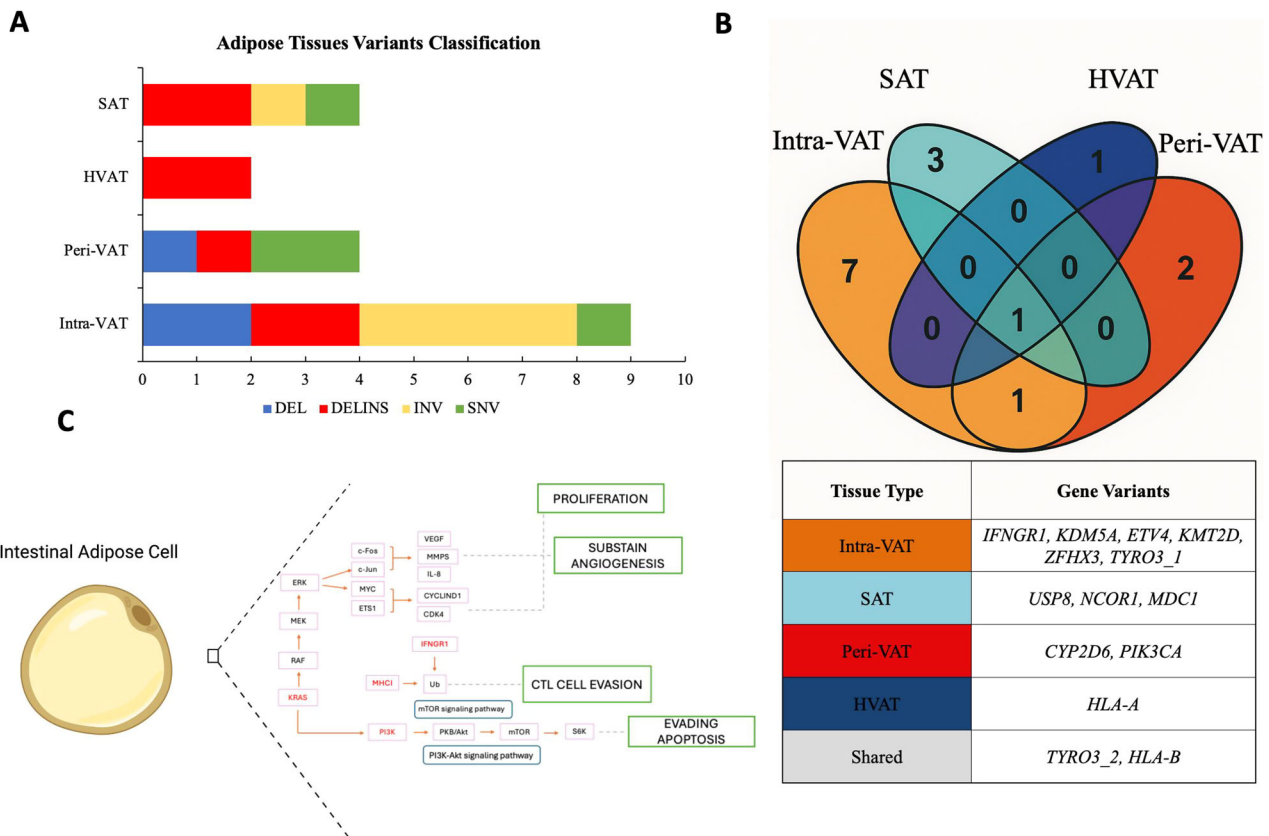 A
Adipose Tissues Variants Classification
SAT
HVAT
Peri-VAT
Intra-VAT
0 1 2 3 4 5 6 7 8 9 10
DEL DELINS INV SNV
B
SAT HVAT
Intra-VAT Peri-VAT
3 1
0
7 0 0 2
0 1 0
1
Tissue Type Gene Variants
Intra-VAT IFNGR1, KDM5A, ETV4, KMT2D,
ZFHX3, TYRO3_1
SAT USP8, NCOR1, MDC1
Peri-VAT CYP2D6, PIK3CA
HVAT HLA-A
Shared TYRO3_2, HLA-B
C
Intestinal Adipose Cell
PROLIFERATION
SUBSTAIN
ANGIOGENESIS
VEGF
c-Fos
MMPS
c-Jun
IL-8
ERK
MYC
CYCLIND1
ETS1
CDK4
MEK
IFNGR1
RAF
MHCI
Ub
CTL CELL EVASION
KRAS
mTOR signaling pathway
PI3K
PKB/Akt
mTOR
S6K
EVADING
APOPTOSIS
PI3K-Akt signaling pathway